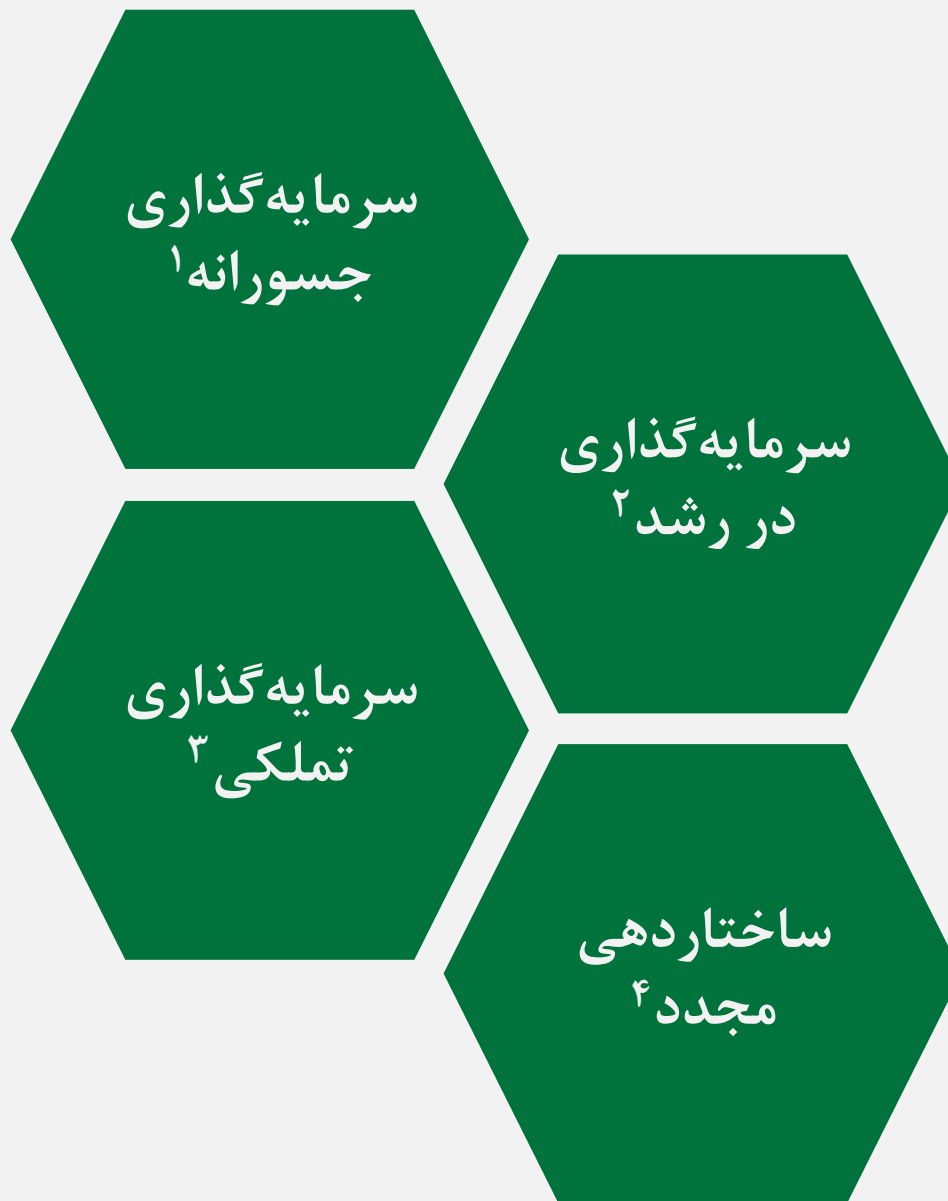 سرمایه‌گذاری
جسورانه۱
سرمایه‌گذاری
در رشد۲
سرمایه‌گذاری
تملکی۳
ساختاردهی
مجدد۴